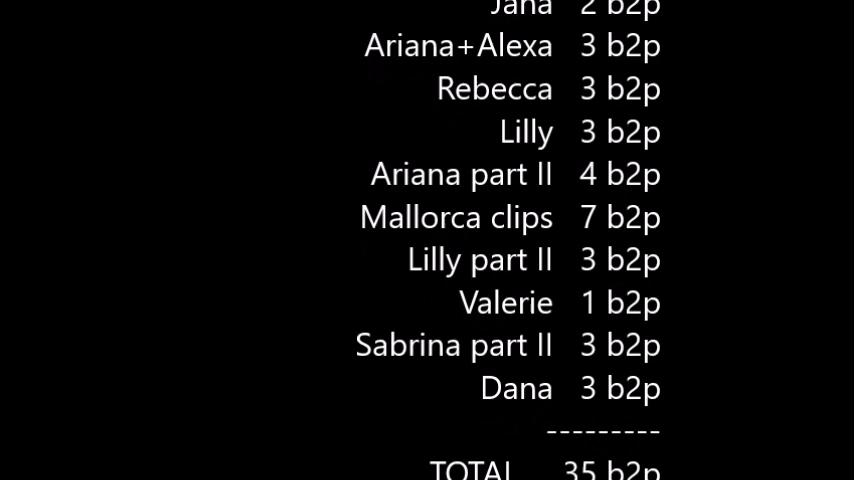 Jana 2 b2p
Ariana+Alexa 3 b2p
Rebecca 3 b2p
Lilly 3 b2p
Ariana part II 4 b2p
Mallorca clips 7 b2p
Lilly part II 3 b2p
Valerie 1 b2p
Sabrina part II 3 b2p
Dana 3 b2p
---------
TOTAL 35 b2p